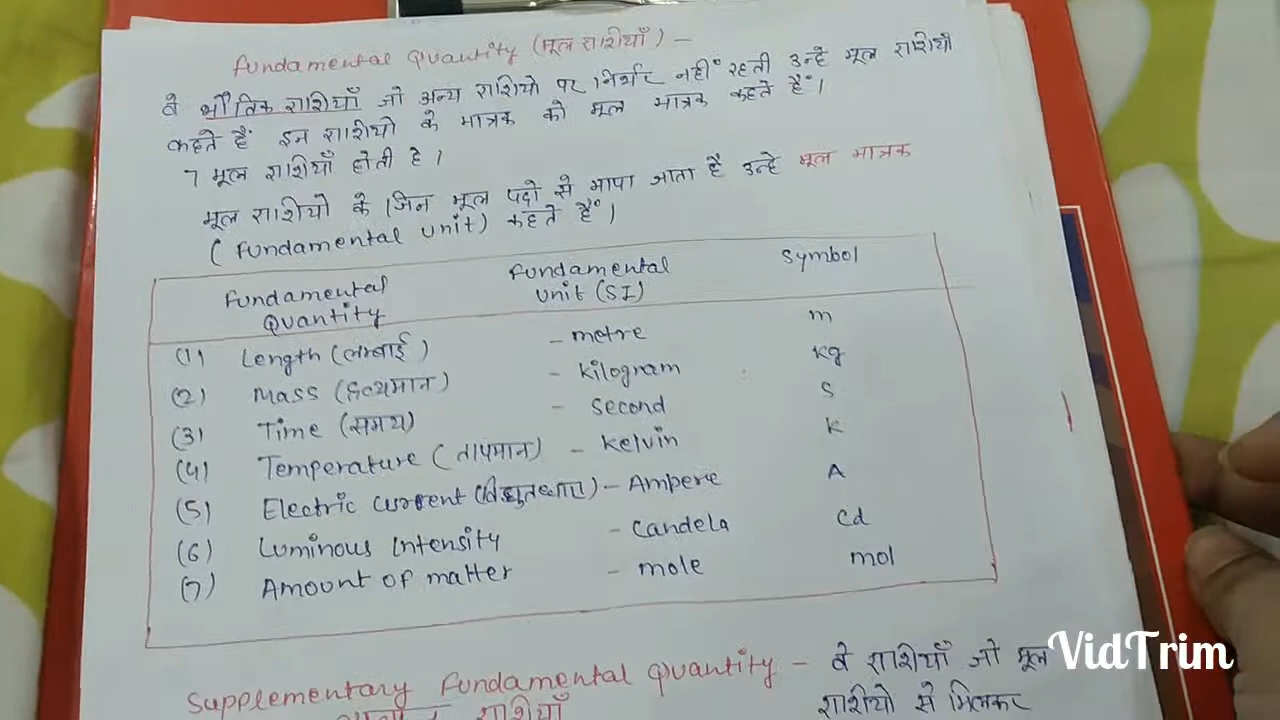 Fundamental Quantity (मूल राशीयाँ) -
वे भौतिक राशियाँ जो अन्य राशियो पर निर्भर नहीं रहती उन्हे मूल राशियाँ
कहते हैं इन राशीयो के मात्रक को मूल मात्रक कहते हैं।
7 मूल राशियाँ होती है।
मूल राशीयो के जिन मूल पदो से मापा जाता है उन्हे मूल मात्रक
(Fundamental unit) कहते हैं।
Fundamental Quantity
Fundamental Unit (SI)
Symbol
(1) Length (लम्बाई) - metre m
(2) Mass (द्रव्यमान) - kilogram kg
(3) Time (समय) - second s
(4) Temperature (तापमान) - kelvin k
(5) Electric current (विद्युतधारा) - Ampere A
(6) Luminous Intensity - Candela Cd
(7) Amount of matter - mole mol
Supplementary Fundamental Quantity - वे राशियाँ जो मूल
राशीयाँ राशीयो से मिलकर
VidTrim